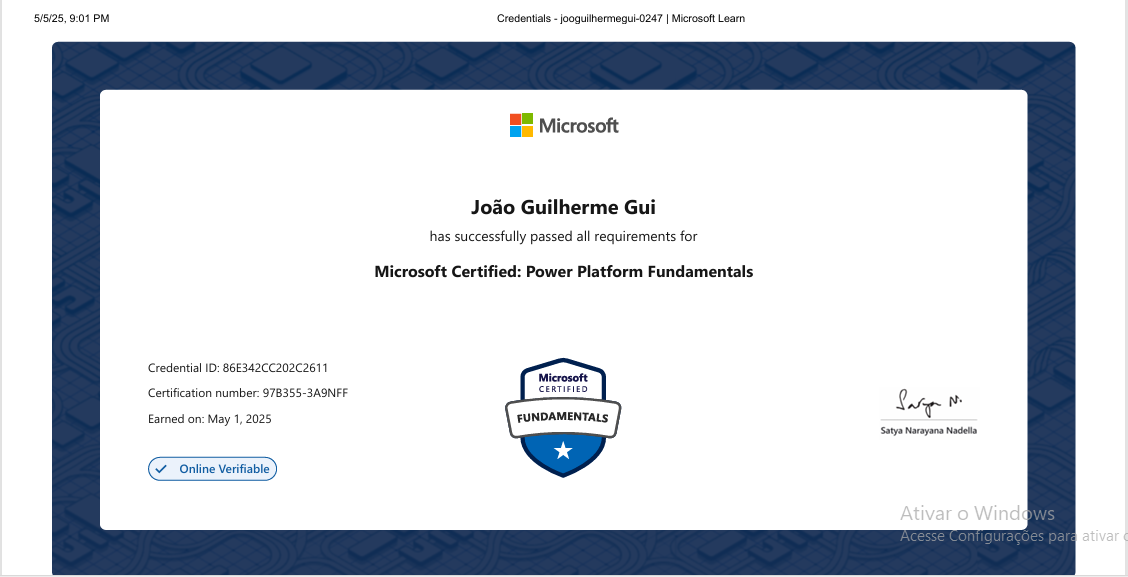 5/5/25, 9:01 PM
Credentials - jooguilhermegui-0247 | Microsoft Learn
Microsoft
João Guilherme Gui
has successfully passed all requirements for
Microsoft Certified: Power Platform Fundamentals
Credential ID: 86E342CC202C2611
Certification number: 97B355-3A9NFF
Earned on: May 1, 2025
Online Verifiable
Microsoft
CERTIFIED
FUNDAMENTALS
Satya N.
Satya Narayana Nadella
Ativar o Windows
Acesse Configurações para ativar o